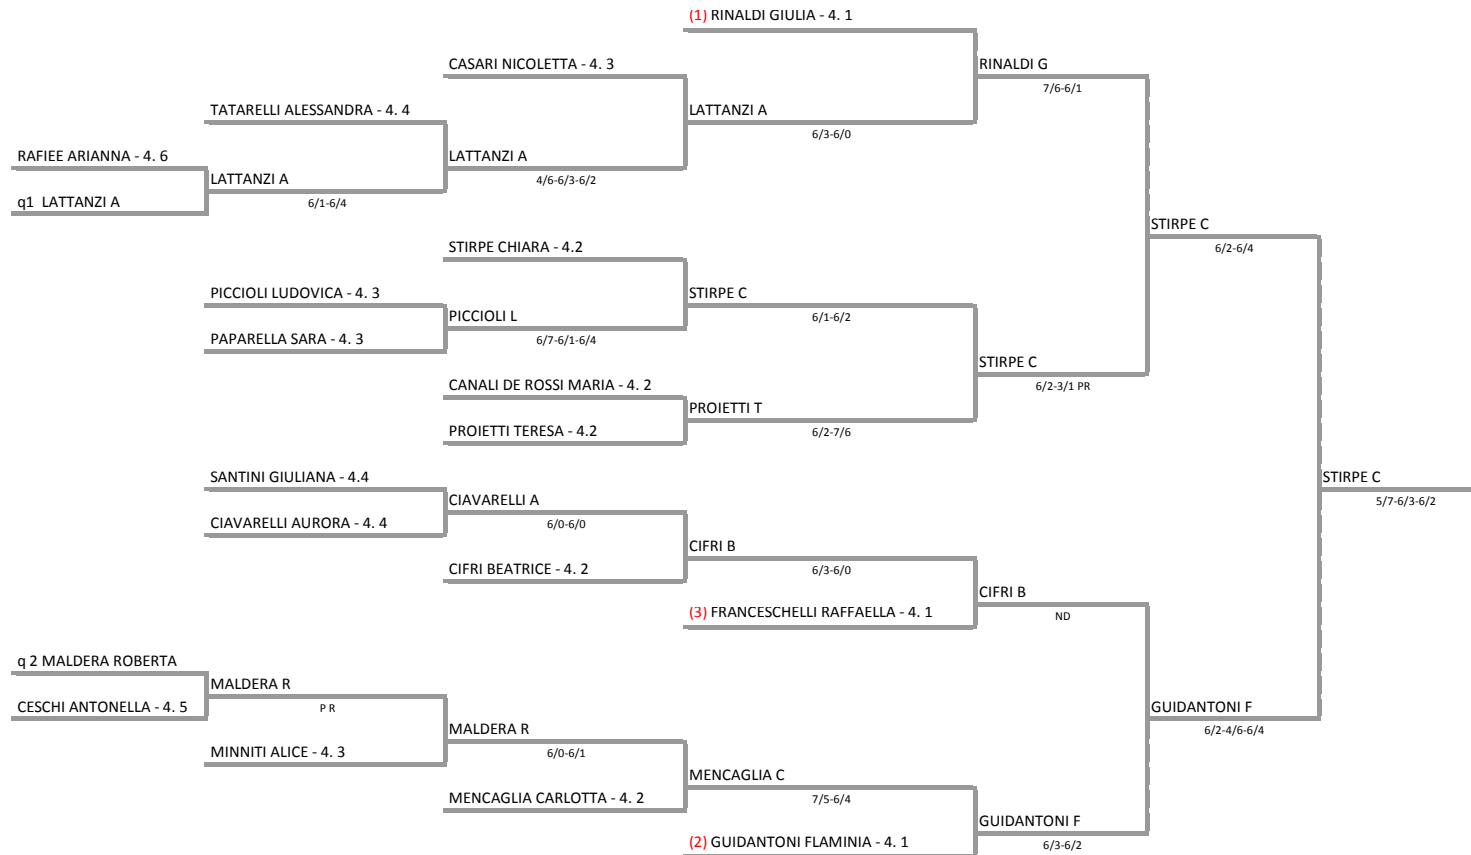 (1) RINALDI GIULIA - 4. 1
CASARI NICOLETTA - 4. 3
RINALDI G
7/6-6/1
TATARELLI ALESSANDRA - 4. 4
LATTANZI A
6/3-6/0
RAFIEE ARIANNA - 4. 6
LATTANZI A
4/6-6/3-6/2
LATTANZI A
6/1-6/4
q1 LATTANZI A
STIRPE C
6/2-6/4
STIRPE CHIARA - 4.2
PICCIOLI LUDOVICA - 4. 3
STIRPE C
6/1-6/2
PICCIOLI L
6/7-6/1-6/4
PAPARELLA SARA - 4. 3
STIRPE C
6/2-3/1 PR
CANALI DE ROSSI MARIA - 4. 2
PROIETTI T
6/2-7/6
PROIETTI TERESA - 4.2
SANTINI GIULIANA - 4.4
STIRPE C
5/7-6/3-6/2
CIAVARELLI A
6/0-6/0
CIAVARELLI AURORA - 4. 4
CIFRI B
6/3-6/0
CIFRI BEATRICE - 4. 2
CIFRI B
ND
(3) FRANCESCHELLI RAFFAELLA - 4. 1
q 2 MALDERA ROBERTA
MALDERA R
P R
CESCHI ANTONELLA - 4. 5
GUIDANTONI F
6/2-4/6-6/4
MALDERA R
6/0-6/1
MINNITI ALICE - 4. 3
MENCAGLIA C
7/5-6/4
MENCAGLIA CARLOTTA - 4. 2
GUIDANTONI F
6/3-6/2
(2) GUIDANTONI FLAMINIA - 4. 1